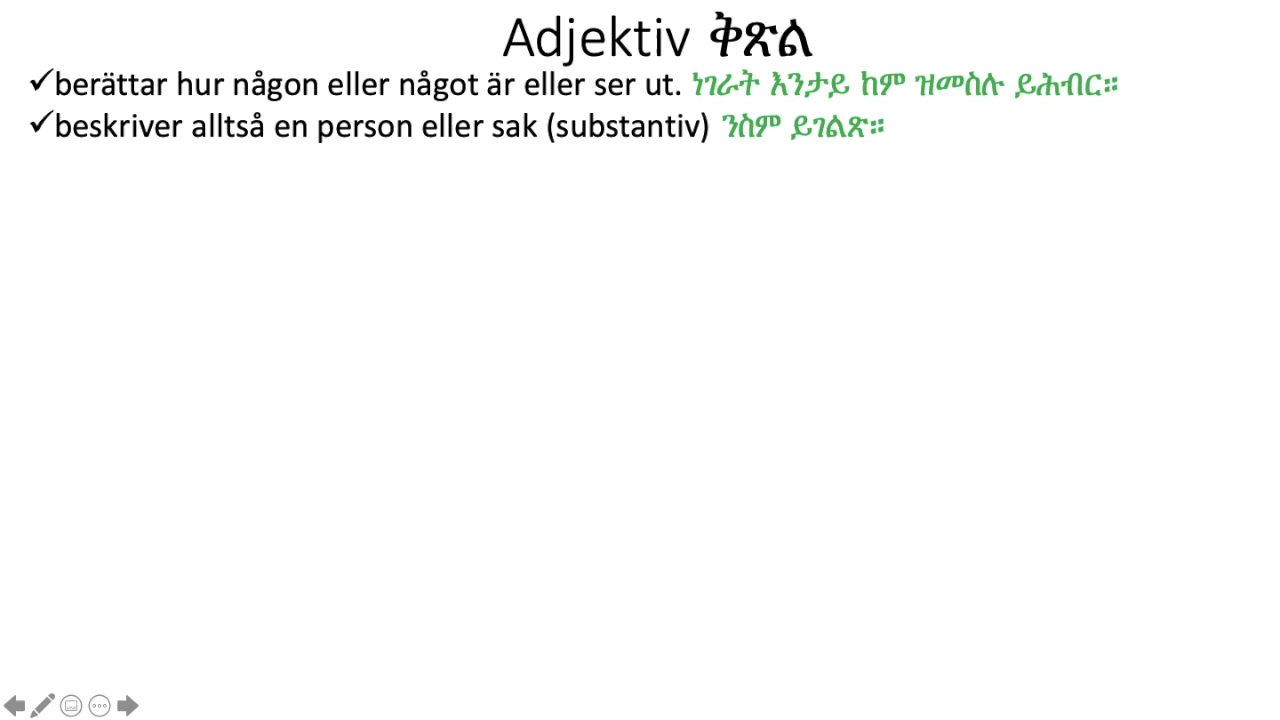 Adjektiv ቅጽል
✓berättar hur någon eller något är eller ser ut. ነገራት እንታይ ከም ዝመስሉ ይሕብር።
✓beskriver alltså en person eller sak (substantiv) ንስም ይገልጽ።